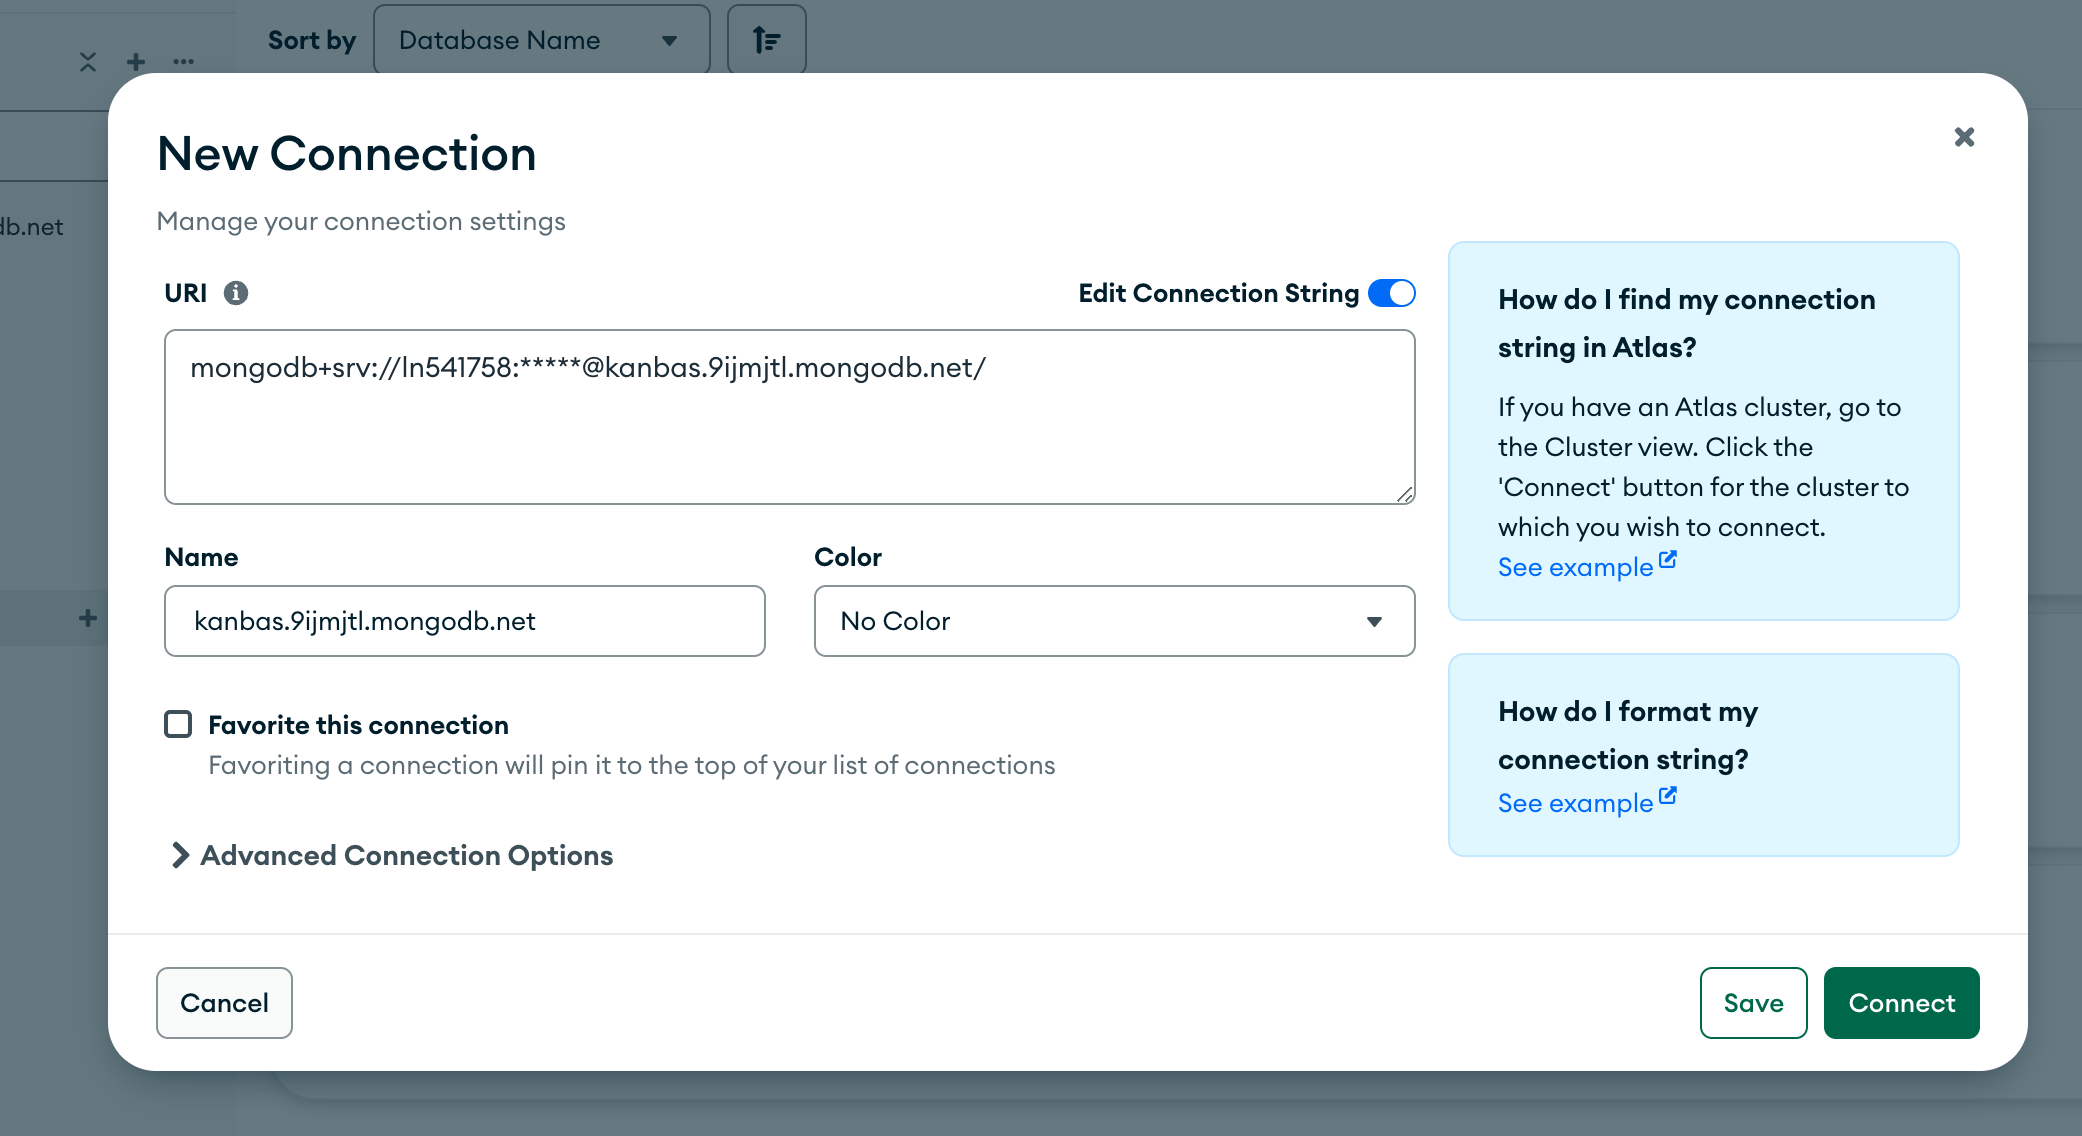 Sort by
Database Name
db.net
New Connection
Manage your connection settings
URI
Edit Connection String
mongodb+srv://ln541758:*****@kanbas.9ijmjtl.mongodb.net/
Name
Color
kanbas.9ijmjtl.mongodb.net
No Color
Favorite this connection
Favoriting a connection will pin it to the top of your list of connections
Advanced Connection Options
How do I find my connection
string in Atlas?
If you have an Atlas cluster, go to
the Cluster view. Click the
'Connect' button for the cluster to
which you wish to connect.
See example
How do I format my
connection string?
See example
Cancel
Save
Connect